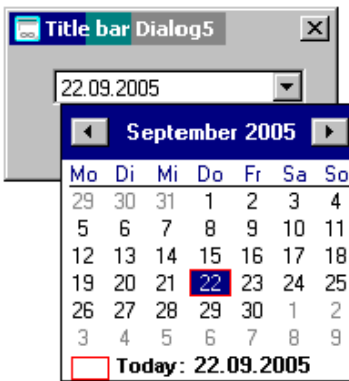 Title bar Dialog5
22.09.2005
September 2005
Mo Di Mi Do Fr Sa So
29 30 31 1 2 3 4
5 6 7 8 9 10 11
12 13 14 15 16 17 18
19 20 21 22 23 24 25
26 27 28 29 30 1 2
3 4 5 6 7 8 9
Today: 22.09.2005